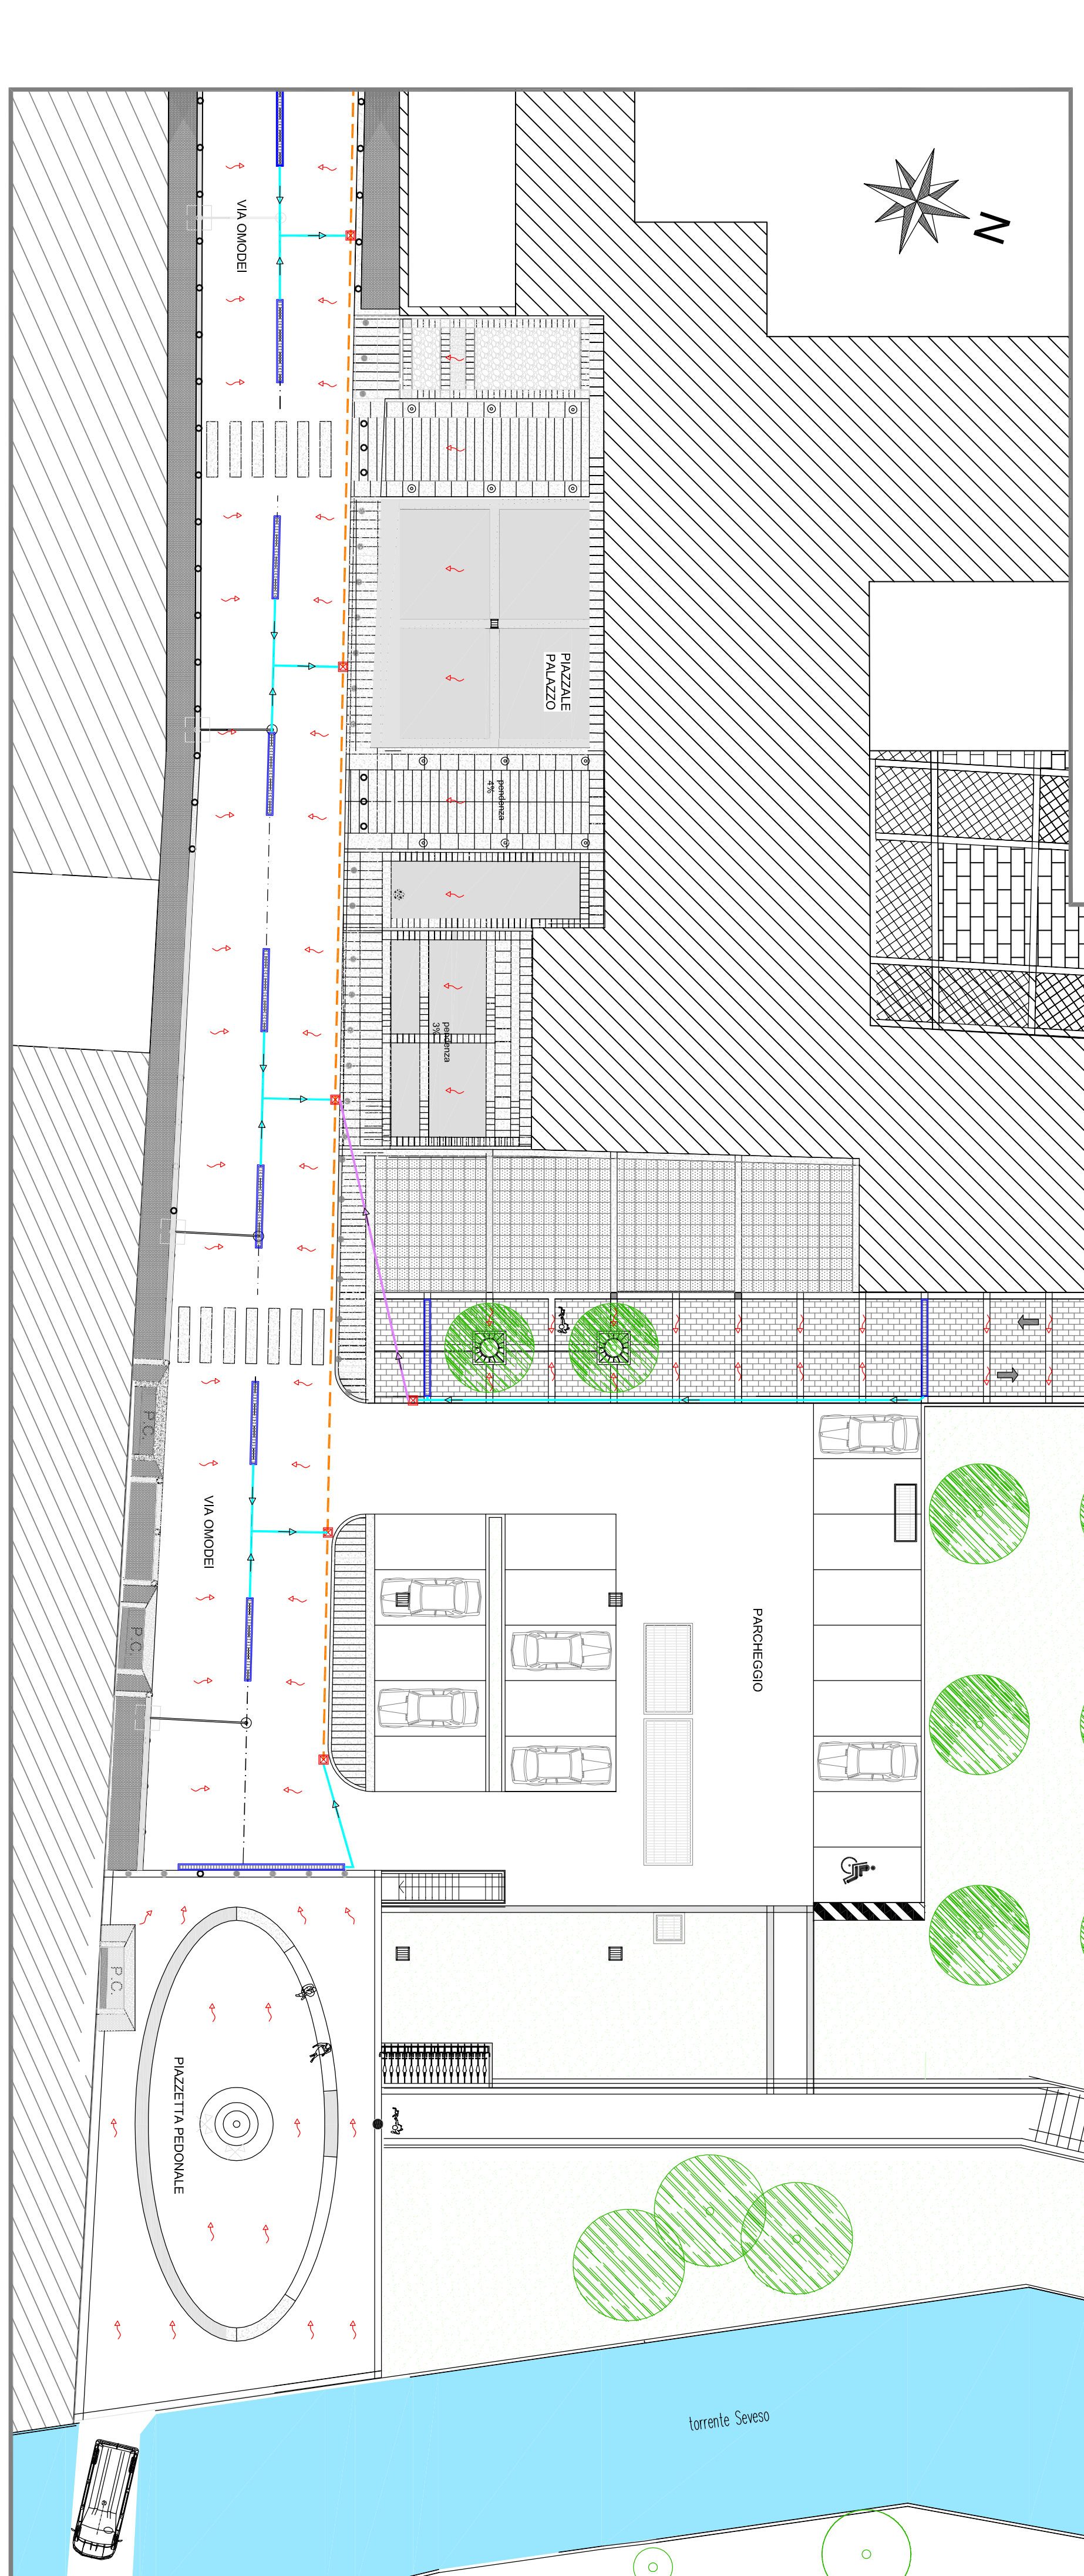 N
VIA OMODEI
PIAZZALE
PALAZZO
pendenza
4%
pendenza
3%
P.C.
VIA OMODEI
P.C.
PARCHEGGIO
P.C.
PIAZZETTA PEDONALE
torrente Seveso